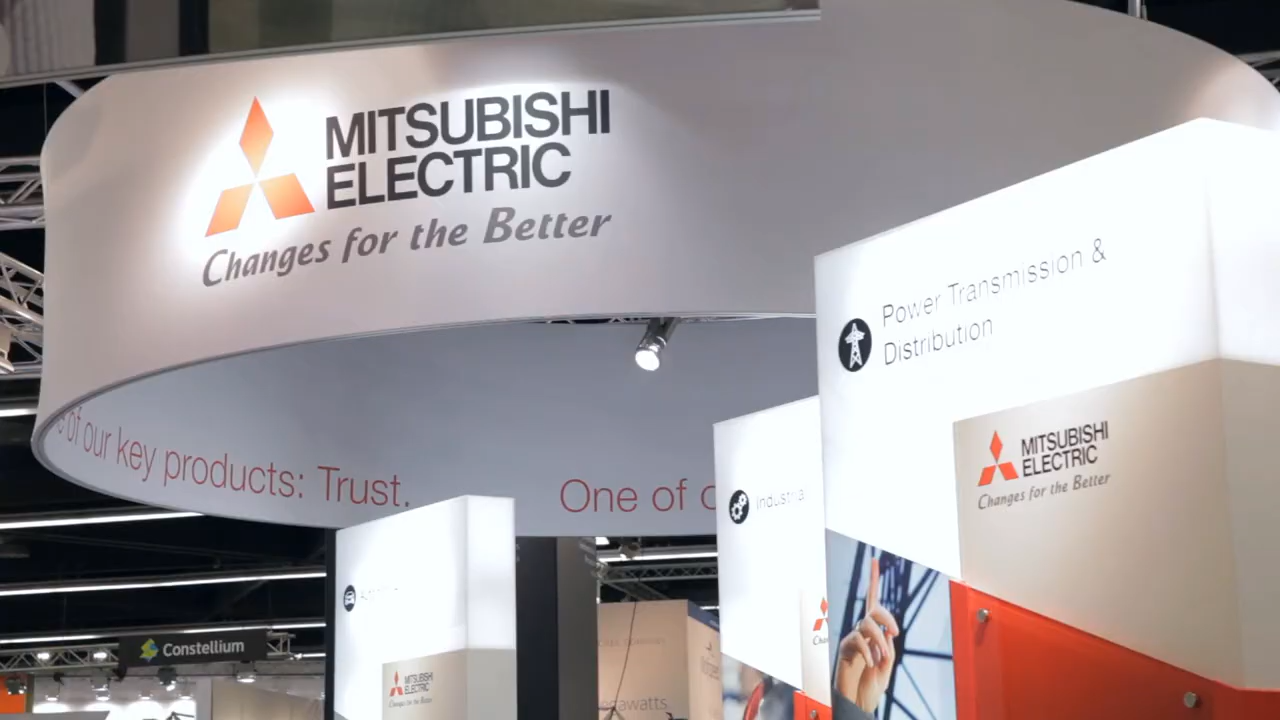 MITSUBISHI
ELECTRIC
Changes for the Better
of our key products: Trust.
One of
Power Transmission &
Distribution
MITSUBISHI
ELECTRIC
Changes for the Better
Industrial
MITSUBISHI
ELECTRIC
Changes for the Better
Constellium